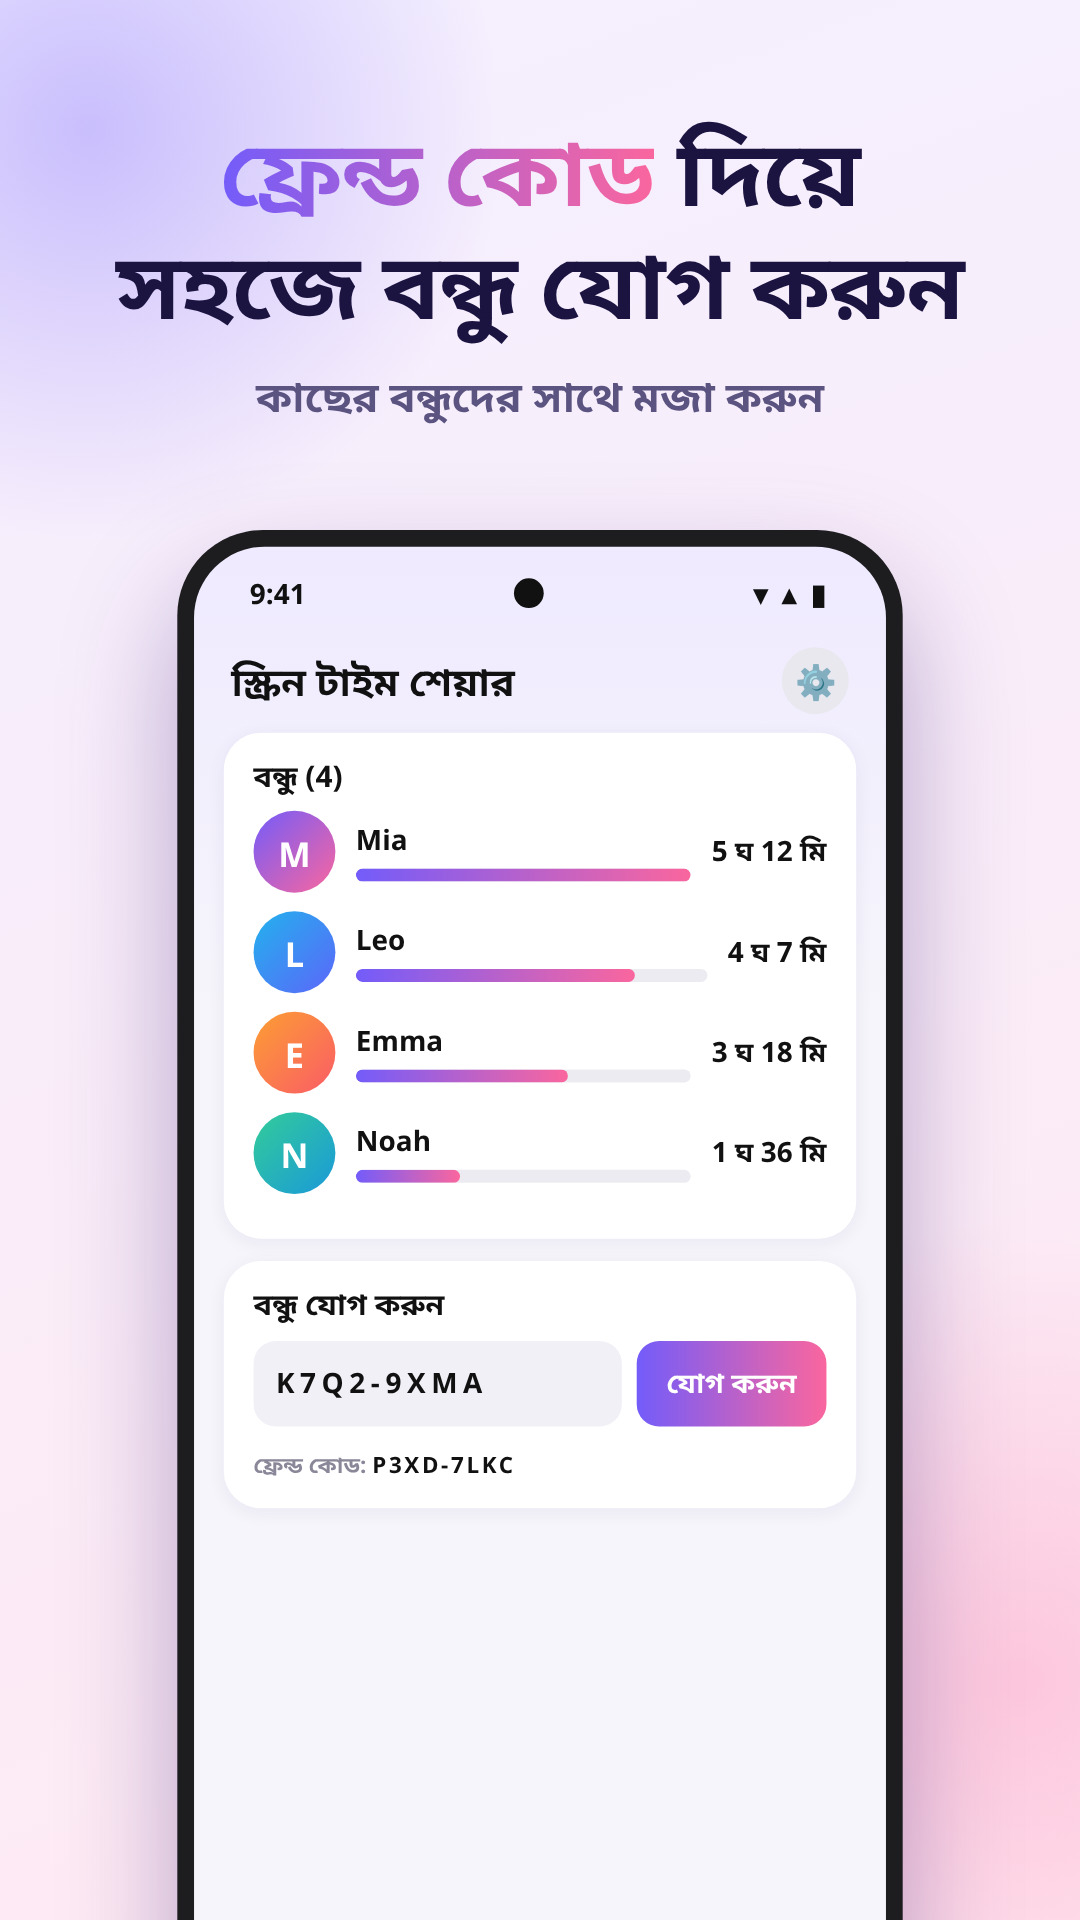 ফ্রেন্ড কোড দিয়ে
সহজে বন্ধু যোগ করুন
কাছের বন্ধুদের সাথে মজা করুন
9:41
স্ক্রিন টাইম শেয়ার
বন্ধু (4)
M
Mia
5 ঘ 12 মি
L
Leo
4 ঘ 7 মি
E
Emma
3 ঘ 18 মি
N
Noah
1 ঘ 36 মি
বন্ধু যোগ করুন
K7Q2-9XMA
যোগ করুন
ফ্রেন্ড কোড: P3XD-7LKC